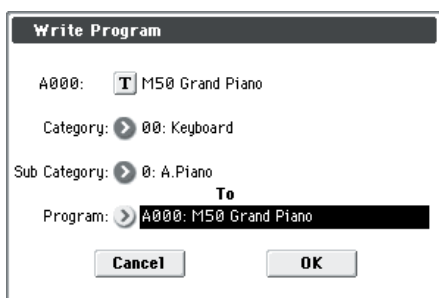 Write Program
A000: T M50 Grand Piano
Category: 00: Keyboard
Sub Category: 0: A.Piano
To
Program: A000: M50 Grand Piano
Cancel OK